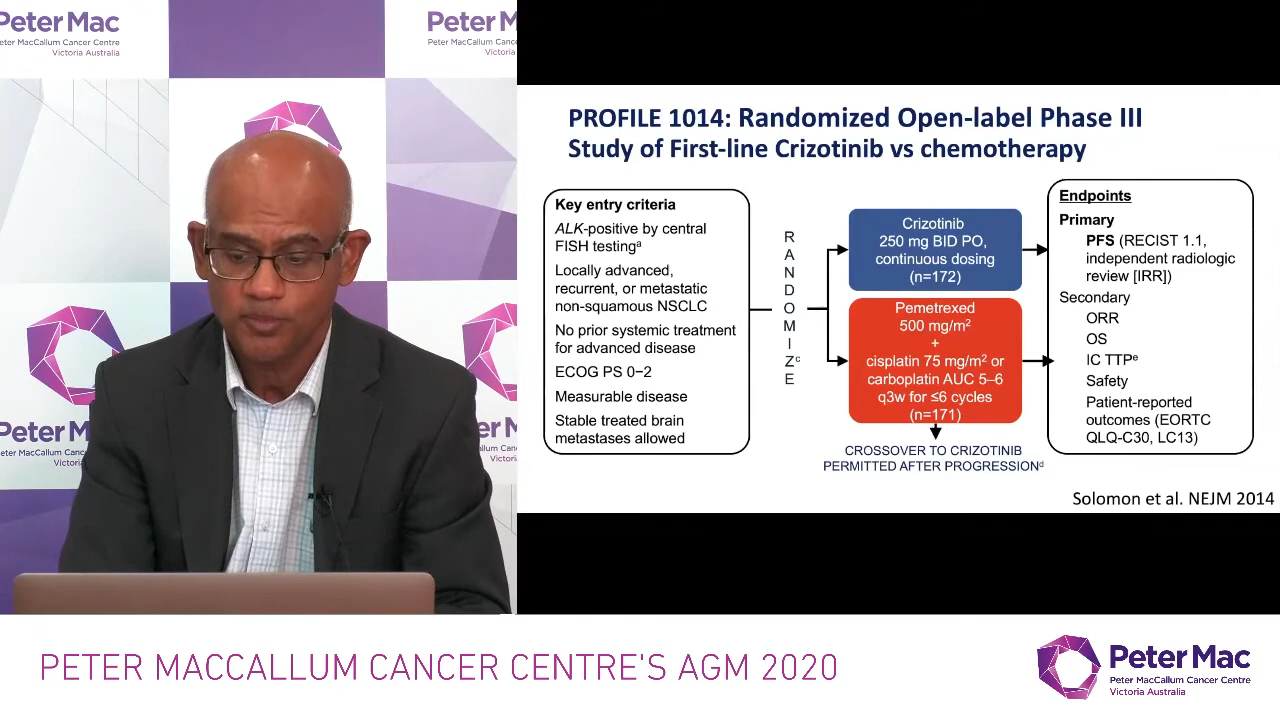 Peter Mac
Peter MacCallum Cancer Centre
Victoria Australia
Peter M
Peter MacCallum Canc
Victoria
Peter M
Peter M
PROFILE 1014: Randomized Open-label Phase III
Study of First-line Crizotinib vs chemotherapy
Key entry criteria
ALK-positive by central
FISH testingᵃ
Locally advanced,
recurrent, or metastatic
non-squamous NSCLC
No prior systemic treatment
for advanced disease
ECOG PS 0–2
Measurable disease
Stable treated brain
metastases allowed
R
A
N
D
O
M
I
Zᶜ
E
Crizotinib
250 mg BID PO,
continuous dosing
(n=172)
Pemetrexed
500 mg/m²
+
cisplatin 75 mg/m² or
carboplatin AUC 5–6
q3w for ≤6 cycles
(n=171)
CROSSOVER TO CRIZOTINIB
PERMITTED AFTER PROGRESSIONᵈ
Endpoints
Primary
PFS (RECIST 1.1,
independent radiologic
review [IRR])
Secondary
ORR
OS
IC TTPᵉ
Safety
Patient-reported
outcomes (EORTC
QLQ-C30, LC13)
Solomon et al. NEJM 2014
PETER MACCALLUM CANCER CENTRE'S AGM 2020
Peter Mac
Peter MacCallum Cancer Centre
Victoria Australia